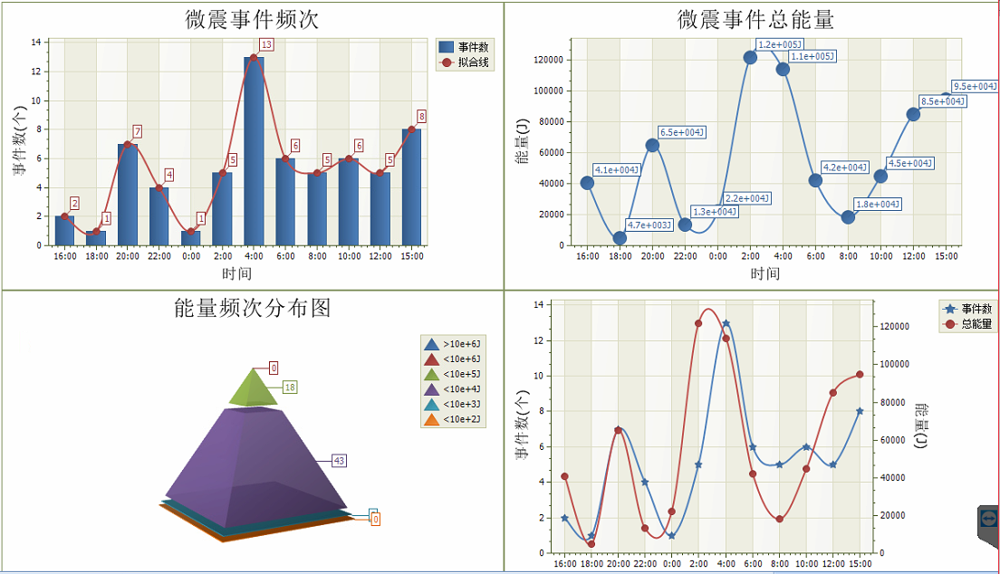 微震事件频次
14
12
10
8
6
4
2
0
事件数(个)
2
1
7
4
1
5
13
6
5
6
5
8
事件数
拟合线
16:00 18:00 20:00 22:00 0:00 2:00 4:00 6:00 8:00 10:00 12:00 15:00
时间
微震事件总能量
120000
100000
80000
60000
40000
20000
0
能量(J)
4.1e+004J
4.7e+003J
6.5e+004J
1.3e+004J
2.2e+004J
1.2e+005J
1.1e+005J
4.2e+004J
1.8e+004J
4.5e+004J
8.5e+004J
9.5e+004J
16:00 18:00 20:00 22:00 0:00 2:00 4:00 6:00 8:00 10:00 12:00 15:00
时间
能量频次分布图
0
18
43
0
>10e+6J
<10e+6J
<10e+5J
<10e+4J
<10e+3J
<10e+2J
14
12
10
8
6
4
2
0
事件数(个)
120000
100000
80000
60000
40000
20000
0
能量(J)
事件数
总能量
16:00 18:00 20:00 22:00 0:00 2:00 4:00 6:00 8:00 10:00 12:00 15:00